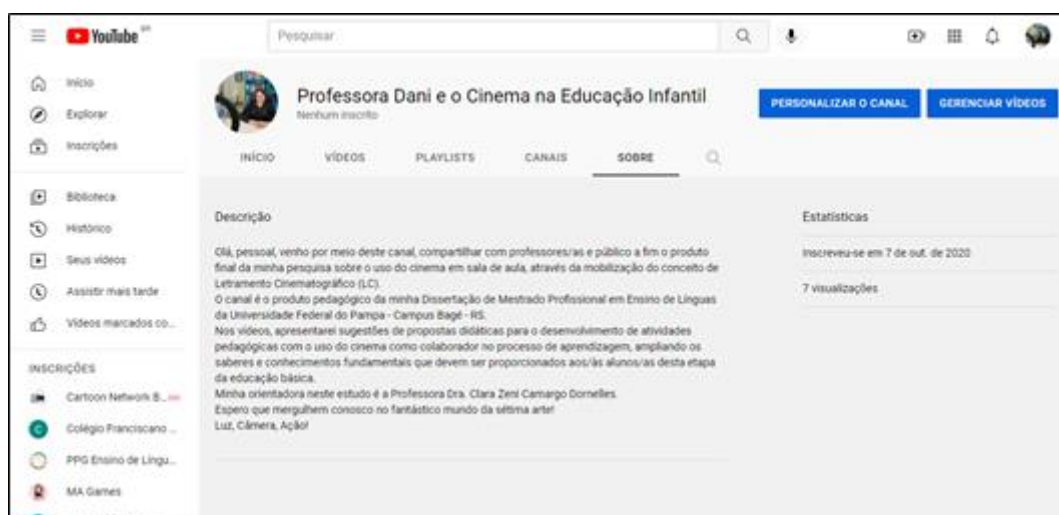 YouTube BR
Pesquisar
Início
Explorar
Inscrições
Biblioteca
Histórico
Seus vídeos
Assistir mais tarde
Vídeos marcados co...
INSCRIÇÕES
Cartoon Network B...
Colégio Franciscano ...
PPG Ensino de Língu...
MA Games
Professora Dani e o Cinema na Educação Infantil
Nenhum inscrito
PERSONALIZAR O CANAL
GERENCIAR VÍDEOS
INÍCIO VÍDEOS PLAYLISTS CANAIS SOBRE
Descrição
Olá, pessoal, venho por meio deste canal, compartilhar com professores/as e público a fim o produto
final da minha pesquisa sobre o uso do cinema em sala de aula, através da mobilização do conceito de
Letramento Cinematográfico (LC).
O canal é o produto pedagógico da minha Dissertação de Mestrado Profissional em Ensino de Línguas
da Universidade Federal do Pampa - Campus Bagé - RS.
Nos vídeos, apresentarei sugestões de propostas didáticas para o desenvolvimento de atividades
pedagógicas com o uso do cinema como colaborador no processo de aprendizagem, ampliando os
saberes e conhecimentos fundamentais que devem ser proporcionados aos/às alunos/as desta etapa
da educação básica.
Minha orientadora neste estudo é a Professora Dra. Clara Zeni Camargo Dornelles.
Espero que mergulhem conosco no fantástico mundo da sétima arte!
Luz, Câmera, Ação!
Estatísticas
Inscreveu-se em 7 de out. de 2020
7 visualizações